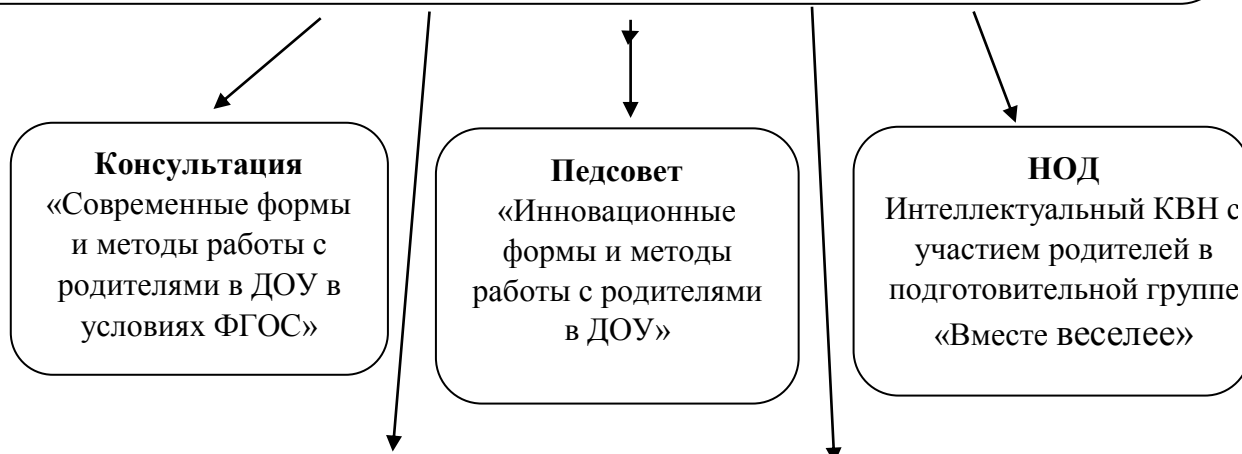 Консультация
«Современные формы
и методы работы с
родителями в ДОУ в
условиях ФГОС»
Педсовет
«Инновационные
формы и методы
работы с родителями
в ДОУ»
НОД
Интеллектуальный КВН с
участием родителей в
подготовительной группе
«Вместе веселее»